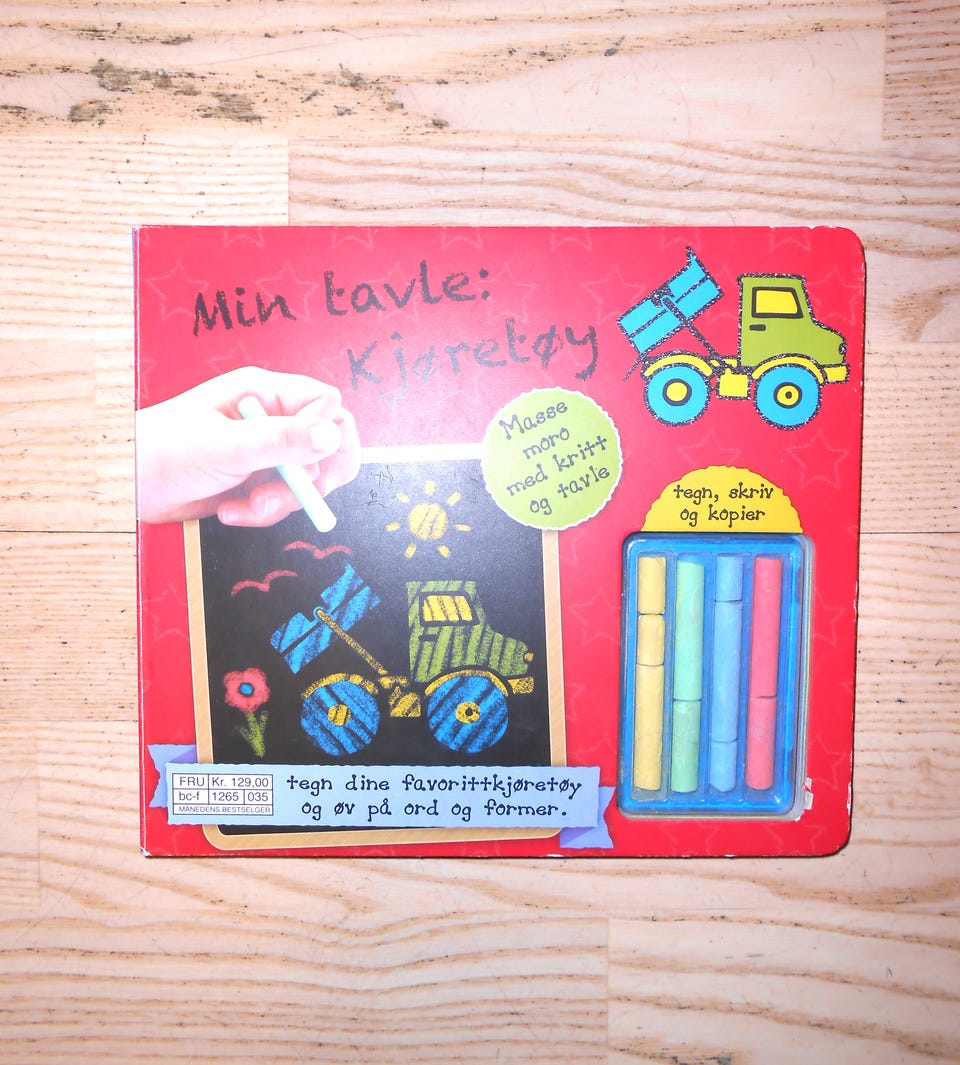 Min tavle:
Kjøretøy
Masse
moro
med kritt
og tavle
tegn, skriv
og kopier
FRU Kr. 129,00
bc-f 1265 035
MÅNEDENS BESTSELGER
tegn dine favorittkjøretøy
og øv på ord og former.